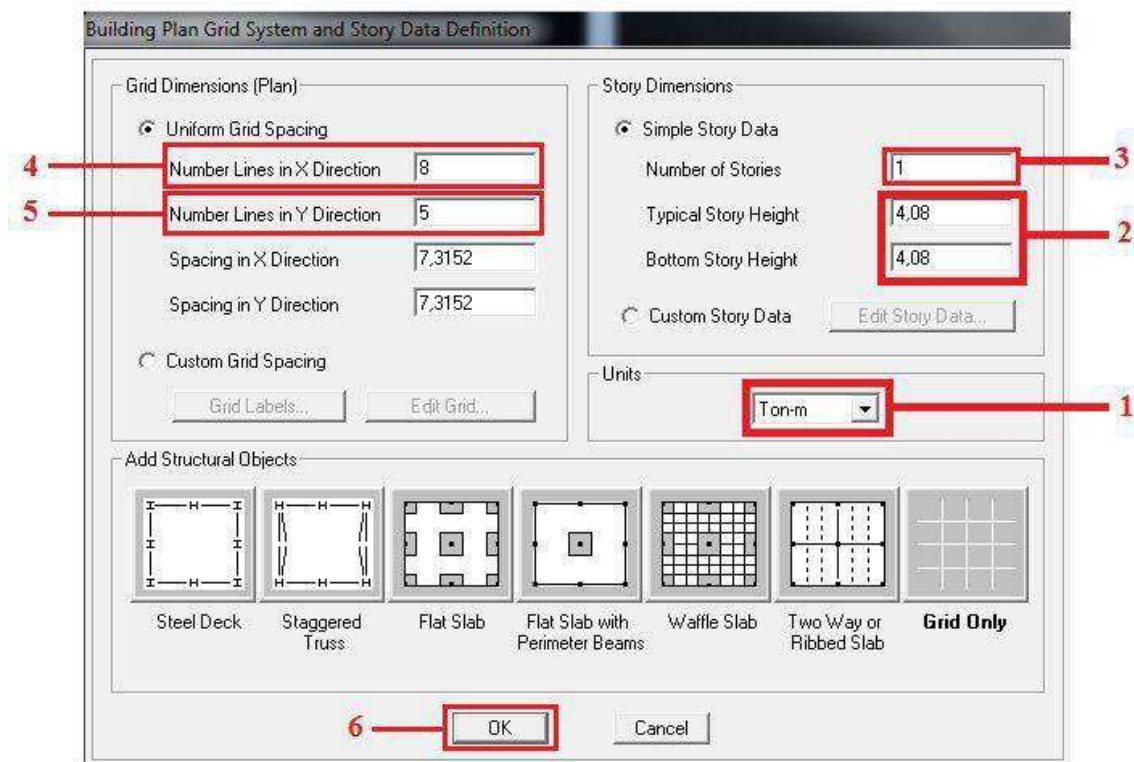 Building Plan Grid System and Story Data Definition
Grid Dimensions (Plan)
Uniform Grid Spacing
4
Number Lines in X Direction 8
5
Number Lines in Y Direction 5
Spacing in X Direction 7,3152
Spacing in Y Direction 7,3152
Custom Grid Spacing
Grid Labels... Edit Grid...
Story Dimensions
Simple Story Data
Number of Stories 1
3
Typical Story Height 4,08
2
Bottom Story Height 4,08
Custom Story Data Edit Story Data...
Units
Ton-m
1
Add Structural Objects
Steel Deck
Staggered
Truss
Flat Slab
Flat Slab with
Perimeter Beams
Waffle Slab
Two Way or
Ribbed Slab
Grid Only
6
OK Cancel